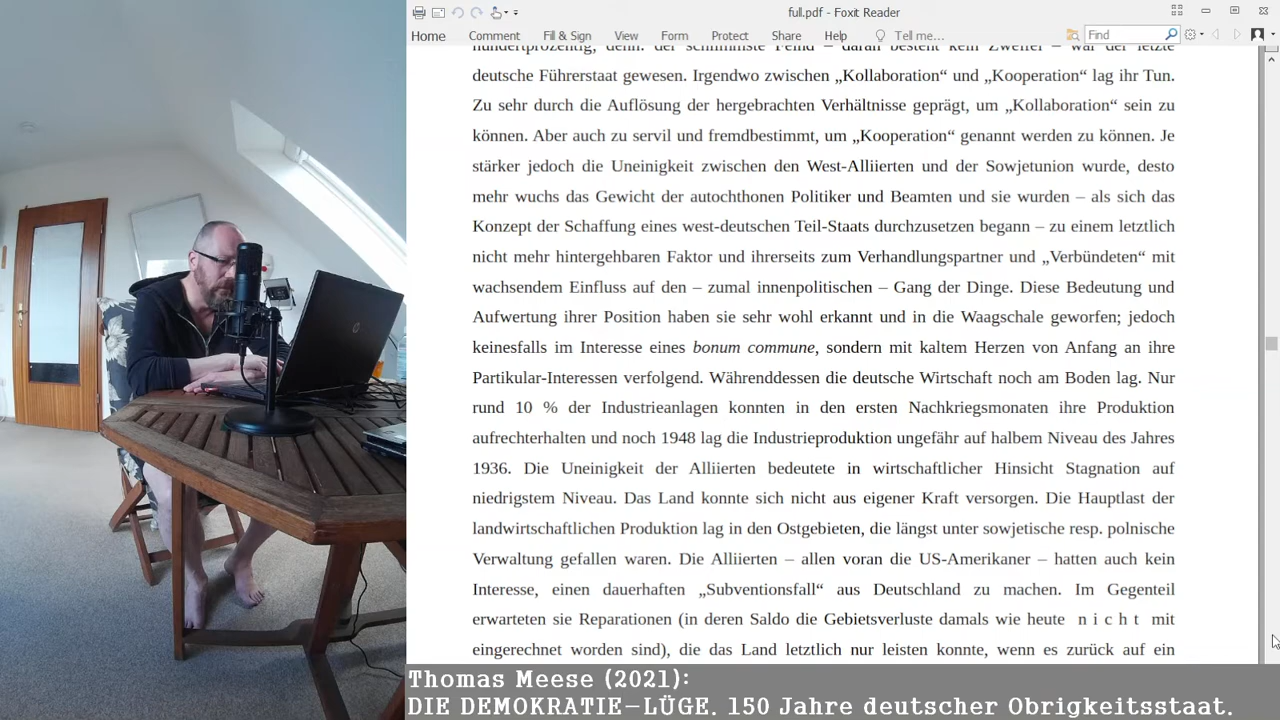 full.pdf - Foxit Reader
Home Comment Fill & Sign View Form Protect Share Help Tell me... Find
hundertprozentig, denn: der schlimmste Feind – daran besteht kein Zweifel – war der letzte
deutsche Führerstaat gewesen. Irgendwo zwischen „Kollaboration“ und „Kooperation“ lag ihr Tun.
Zu sehr durch die Auflösung der hergebrachten Verhältnisse geprägt, um „Kollaboration“ sein zu
können. Aber auch zu servil und fremdbestimmt, um „Kooperation“ genannt werden zu können. Je
stärker jedoch die Uneinigkeit zwischen den West-Alliierten und der Sowjetunion wurde, desto
mehr wuchs das Gewicht der autochthonen Politiker und Beamten und sie wurden – als sich das
Konzept der Schaffung eines west-deutschen Teil-Staats durchzusetzen begann – zu einem letztlich
nicht mehr hintergehbaren Faktor und ihrerseits zum Verhandlungspartner und „Verbündeten“ mit
wachsendem Einfluss auf den – zumal innenpolitischen – Gang der Dinge. Diese Bedeutung und
Aufwertung ihrer Position haben sie sehr wohl erkannt und in die Waagschale geworfen; jedoch
keinesfalls im Interesse eines bonum commune, sondern mit kaltem Herzen von Anfang an ihre
Partikular-Interessen verfolgend. Währenddessen die deutsche Wirtschaft noch am Boden lag. Nur
rund 10 % der Industrieanlagen konnten in den ersten Nachkriegsmonaten ihre Produktion
aufrechterhalten und noch 1948 lag die Industrieproduktion ungefähr auf halbem Niveau des Jahres
1936. Die Uneinigkeit der Alliierten bedeutete in wirtschaftlicher Hinsicht Stagnation auf
niedrigstem Niveau. Das Land konnte sich nicht aus eigener Kraft versorgen. Die Hauptlast der
landwirtschaftlichen Produktion lag in den Ostgebieten, die längst unter sowjetische resp. polnische
Verwaltung gefallen waren. Die Alliierten – allen voran die US-Amerikaner – hatten auch kein
Interesse, einen dauerhaften „Subventionsfall“ aus Deutschland zu machen. Im Gegenteil
erwarteten sie Reparationen (in deren Saldo die Gebietsverluste damals wie heute n i c h t mit
eingerechnet worden sind), die das Land letztlich nur leisten konnte, wenn es zurück auf ein
Thomas Meese (2021):
DIE DEMOKRATIE-LÜGE. 150 Jahre deutscher Obrigkeitsstaat.